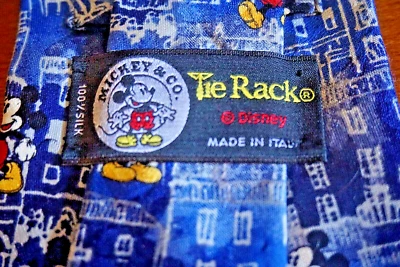 MICKEY & CO.
100% SILK
Tie Rack®
© Disney
MADE IN ITALY